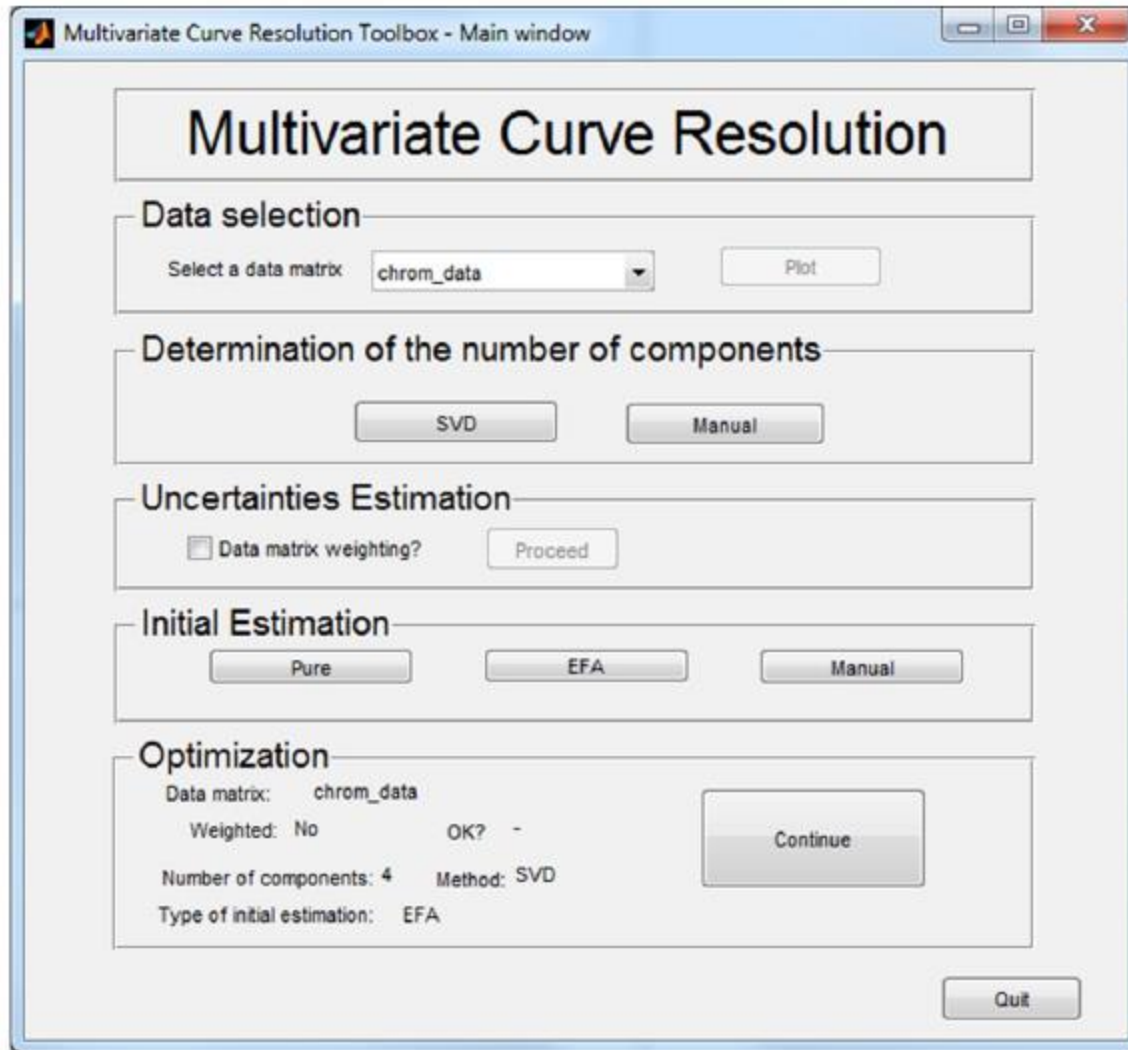 Multivariate Curve Resolution Toolbox - Main window
Multivariate Curve Resolution
Data selection
Select a data matrix chrom_data Plot
Determination of the number of components
SVD Manual
Uncertainties Estimation
Data matrix weighting? Proceed
Initial Estimation
Pure EFA Manual
Optimization
Data matrix: chrom_data
Weighted: No OK? -
Continue
Number of components: 4 Method: SVD
Type of initial estimation: EFA
Quit